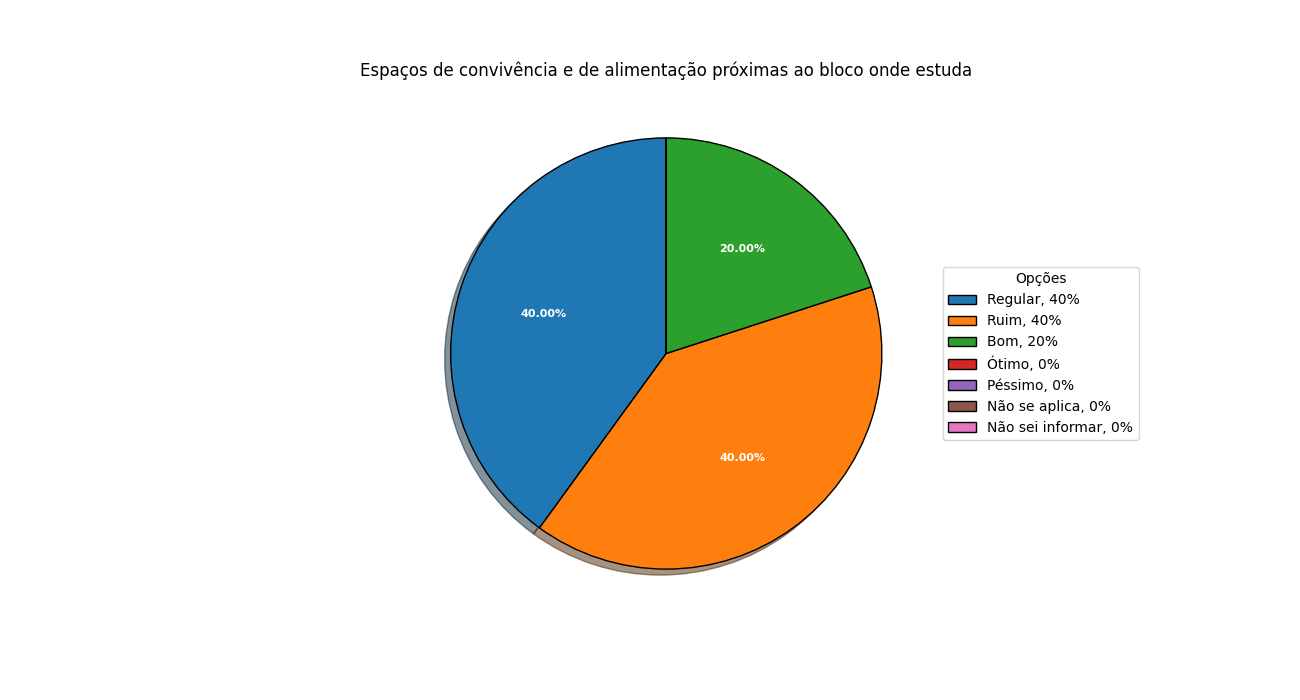 Espaços de convivência e de alimentação próximas ao bloco onde estuda
20.00%
40.00%
40.00%
Opções
Regular, 40%
Ruim, 40%
Bom, 20%
Ótimo, 0%
Péssimo, 0%
Não se aplica, 0%
Não sei informar, 0%